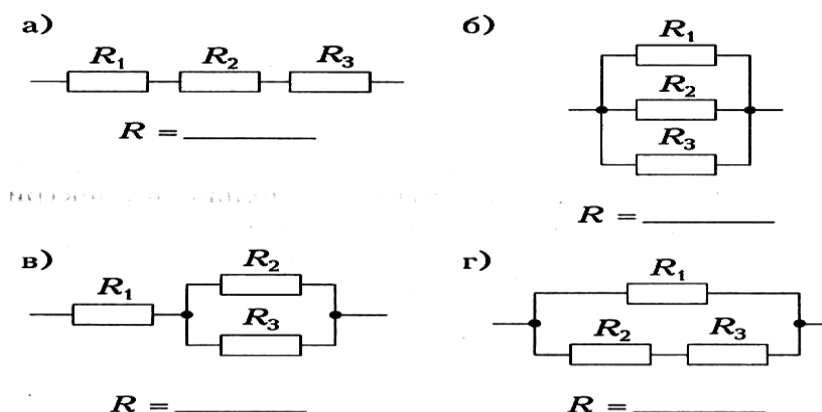 а)
R₁ R₂ R₃
R = ________
б)
R₁
R₂
R₃
R = ________
в)
R₁
R₂
R₃
R = ________
г)
R₁
R₂ R₃
R = ________